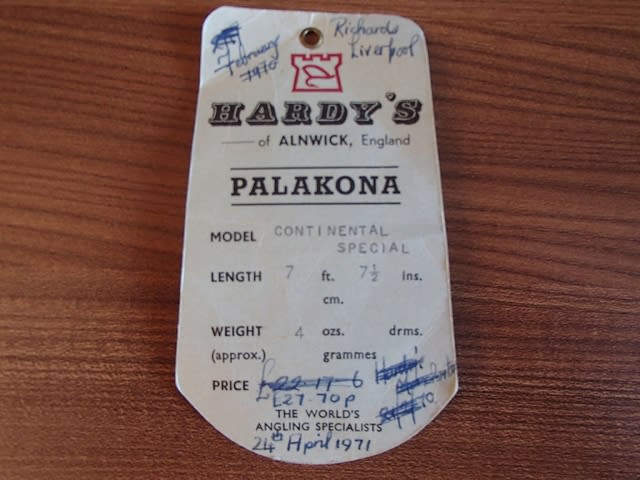 February
1970
Richards
Liverpool
HARDY'S
of ALNWICK, England
PALAKONA
MODEL CONTINENTAL
SPECIAL
LENGTH 7 ft. 7½ ins.
cm.
WEIGHT 4 ozs. drms.
(approx.) grammes
PRICE £22-17-6
£27-70p
THE WORLD'S
ANGLING SPECIALISTS
24th April 1971